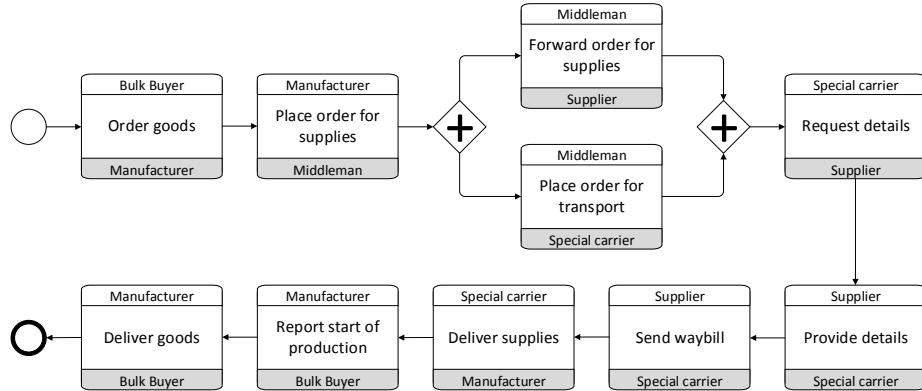 Bulk Buyer
Order goods
Manufacturer
Manufacturer
Place order for
supplies
Middleman
Middleman
Forward order for
supplies
Supplier
Middleman
Place order for
transport
Special carrier
Special carrier
Request details
Supplier
Manufacturer
Deliver goods
Bulk Buyer
Manufacturer
Report start of
production
Bulk Buyer
Special carrier
Deliver supplies
Manufacturer
Supplier
Send waybill
Special carrier
Supplier
Provide details
Special carrier